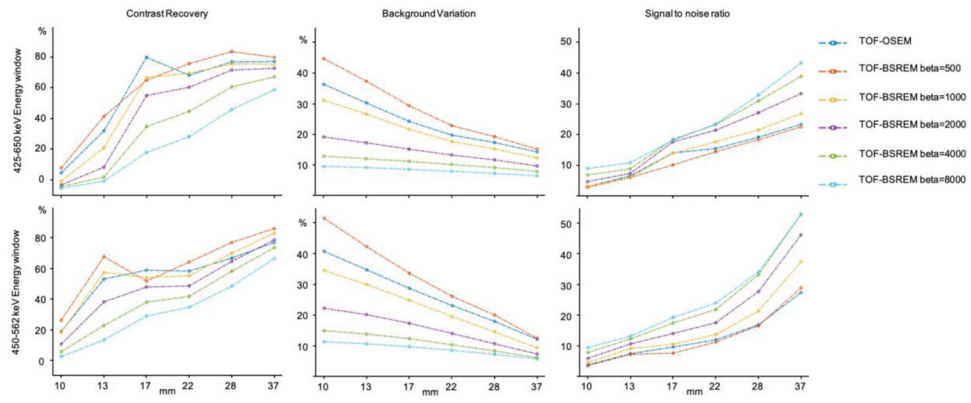 Contrast Recovery
Background Variation
Signal to noise ratio
425-650 keV Energy window
%
80
60
40
20
0
%
50
40
30
20
10
50
40
30
20
10
TOF-OSEM
TOF-BSREM beta=500
TOF-BSREM beta=1000
TOF-BSREM beta=2000
TOF-BSREM beta=4000
TOF-BSREM beta=8000
450-562 keV Energy window
%
80
60
40
20
0
10 13 17 22 28 37
mm
%
50
40
30
20
10
10 13 17 22 28 37
mm
50
40
30
20
10
10 13 17 22 28 37
mm